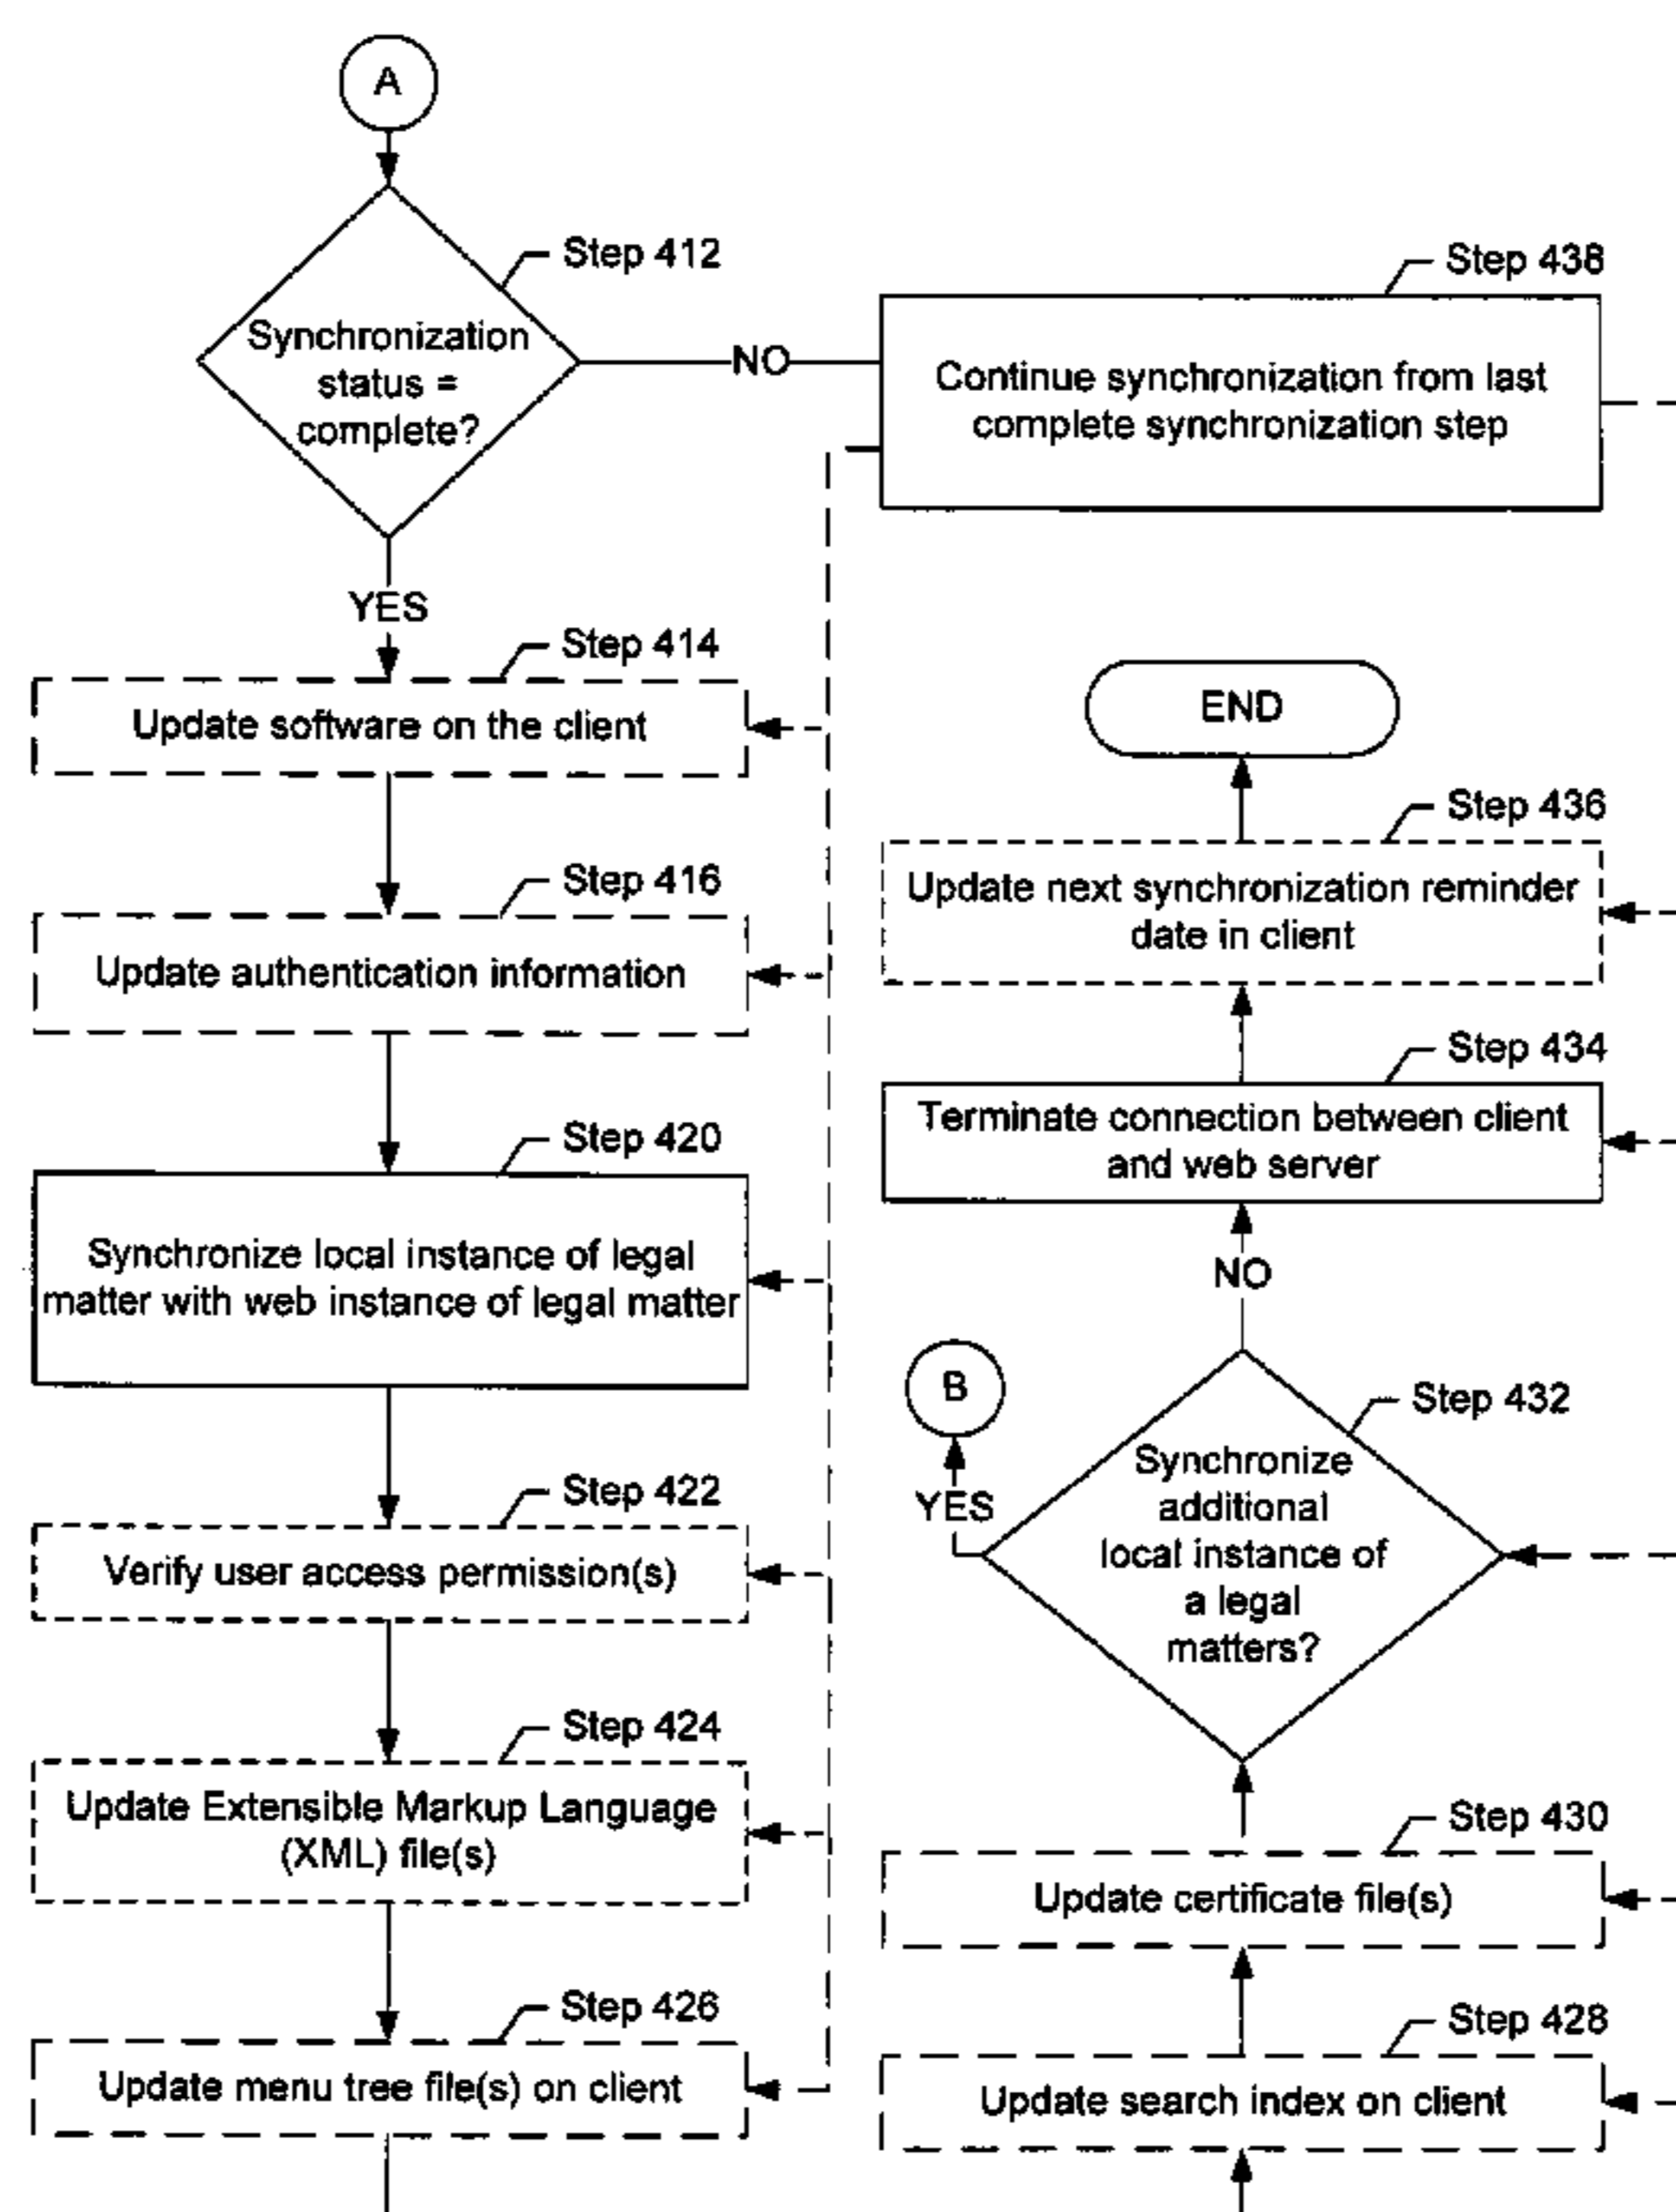 A
Step 412
Synchronization
status =
complete?
NO
YES
Step 438
Continue synchronization from last
complete synchronization step
Step 414
Update software on the client
Step 416
Update authentication information
Step 420
Synchronize local instance of legal
matter with web instance of legal matter
Step 422
Verify user access permission(s)
Step 424
Update Extensible Markup Language
(XML) file(s)
Step 426
Update menu tree file(s) on client
END
Step 436
Update next synchronization reminder
date in client
Step 434
Terminate connection between client
and web server
NO
B
YES
Step 432
Synchronize
additional
local instance of
a legal
matters?
Step 430
Update certificate file(s)
Step 428
Update search index on client